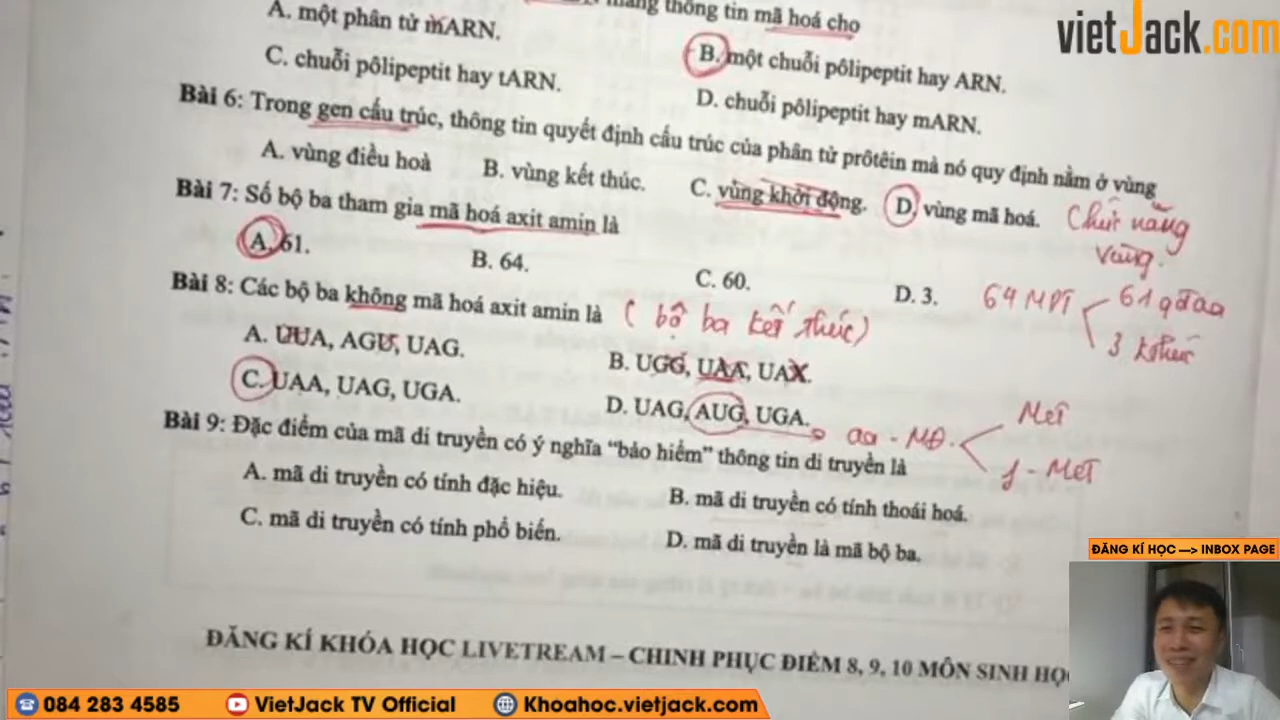 vietJack.com
mang thông tin mã hoá cho
A. một phân tử mARN.
B. một chuỗi pôlipeptit hay ARN.
C. chuỗi pôlipeptit hay tARN.
D. chuỗi pôlipeptit hay mARN.
Bài 6: Trong gen cấu trúc, thông tin quyết định cấu trúc của phân tử prôtêin mà nó quy định nằm ở vùng
A. vùng điều hoà
B. vùng kết thúc.
C. vùng khởi động.
D. vùng mã hoá.
Chức năng
vùng.
Bài 7: Số bộ ba tham gia mã hoá axit amin là
A. 61.
B. 64.
C. 60.
D. 3.
64 MDT
61 qđaa
3 kthúc
Bài 8: Các bộ ba không mã hoá axit amin là
( bộ ba kết thúc)
A. UUA, AGU, UAG.
B. UGG, UAA, UAX.
C. UAA, UAG, UGA.
D. UAG, AUG, UGA.
aa - MĐ.
Met
f - Met
Bài 9: Đặc điểm của mã di truyền có ý nghĩa “bảo hiểm” thông tin di truyền là
A. mã di truyền có tính đặc hiệu.
B. mã di truyền có tính thoái hoá.
C. mã di truyền có tính phổ biến.
D. mã di truyền là mã bộ ba.
ĐĂNG KÍ HỌC —> INBOX PAGE
ĐĂNG KÍ KHÓA HỌC LIVETREAM – CHINH PHỤC ĐIỂM 8, 9, 10 MÔN SINH HỌ
084 283 4585
VietJack TV Official
Khoahoc.vietjack.com